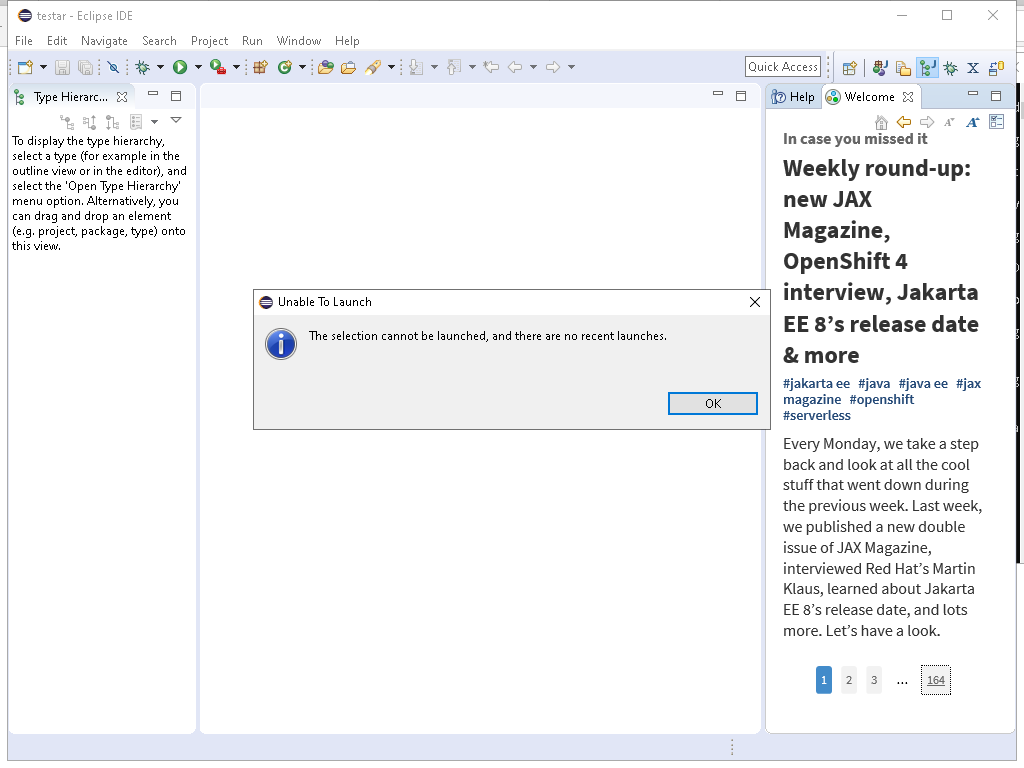 testar - Eclipse IDE
File Edit Navigate Search Project Run Window Help
Quick Access
Type Hierarc...
Help
Welcome
To display the type hierarchy,
select a type (for example in the
outline view or in the editor), and
select the 'Open Type Hierarchy'
menu option. Alternatively, you
can drag and drop an element
(e.g. project, package, type) onto
this view.
Unable To Launch
The selection cannot be launched, and there are no recent launches.
OK
In case you missed it
Weekly round-up:
new JAX
Magazine,
OpenShift 4
interview, Jakarta
EE 8’s release date
& more
#jakarta ee #java #java ee #jax
magazine #openshift
#serverless
Every Monday, we take a step
back and look at all the cool
stuff that went down during
the previous week. Last week,
we published a new double
issue of JAX Magazine,
interviewed Red Hat’s Martin
Klaus, learned about Jakarta
EE 8’s release date, and lots
more. Let’s have a look.
1 2 3 ... 164